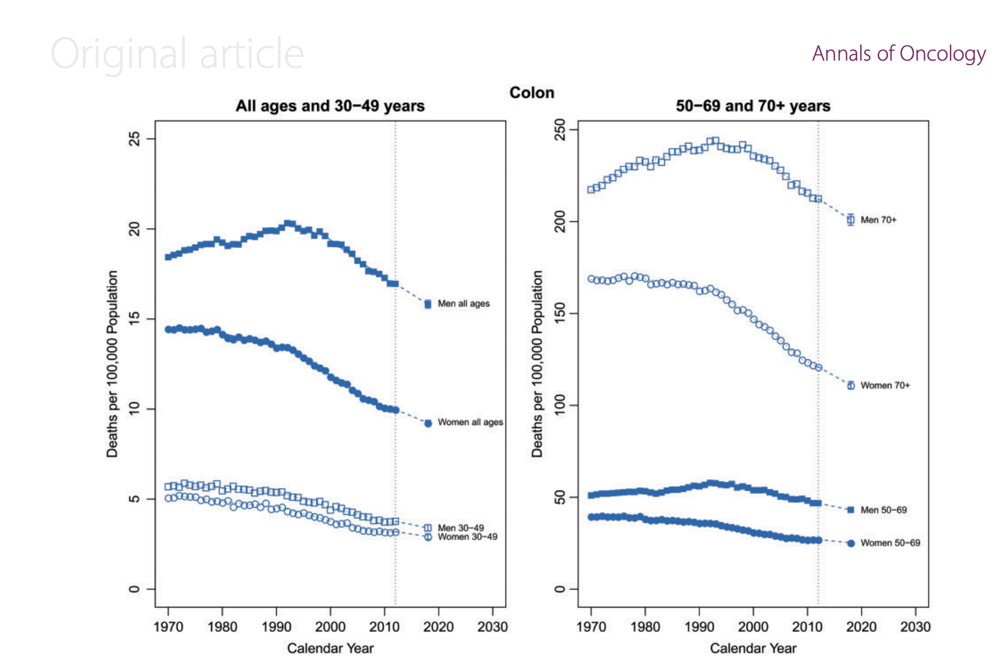 Original article
Annals of Oncology
Colon
All ages and 30−49 years
Deaths per 100,000 Population
25
20
15
10
5
0
Men all ages
Women all ages
Men 30−49
Women 30−49
1970 1980 1990 2000 2010 2020 2030
Calendar Year
50−69 and 70+ years
Deaths per 100,000 Population
250
200
150
100
50
0
Men 70+
Women 70+
Men 50−69
Women 50−69
1970 1980 1990 2000 2010 2020 2030
Calendar Year